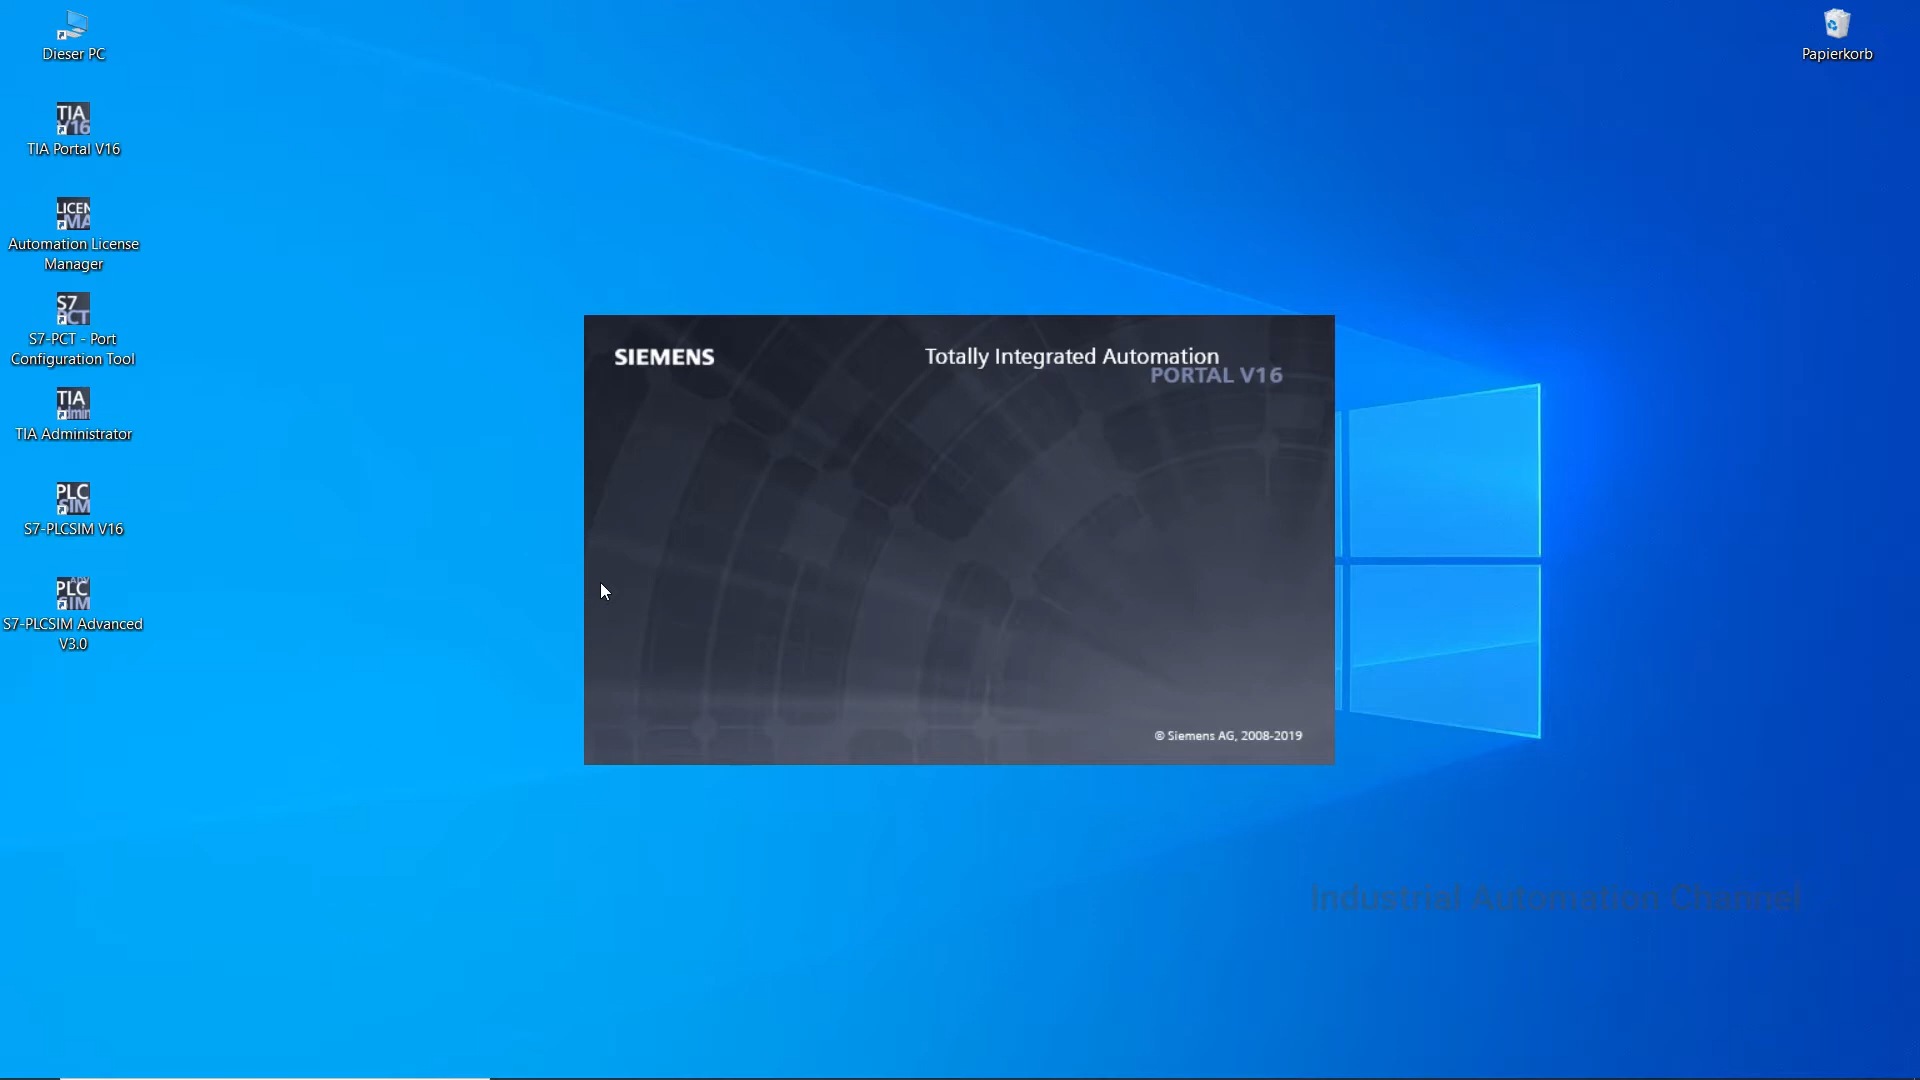 Dieser PC
TIA
V16
TIA Portal V16
LICEN
MA
Automation License
Manager
S7
PCT
S7-PCT - Port
Configuration Tool
TIA
Admin
TIA Administrator
PLC
SIM
S7-PLCSIM V16
PLC
SIM
S7-PLCSIM Advanced
V3.0
SIEMENS
Totally Integrated Automation
PORTAL V16
© Siemens AG, 2008-2019
Papierkorb
Industrial Automation Channel